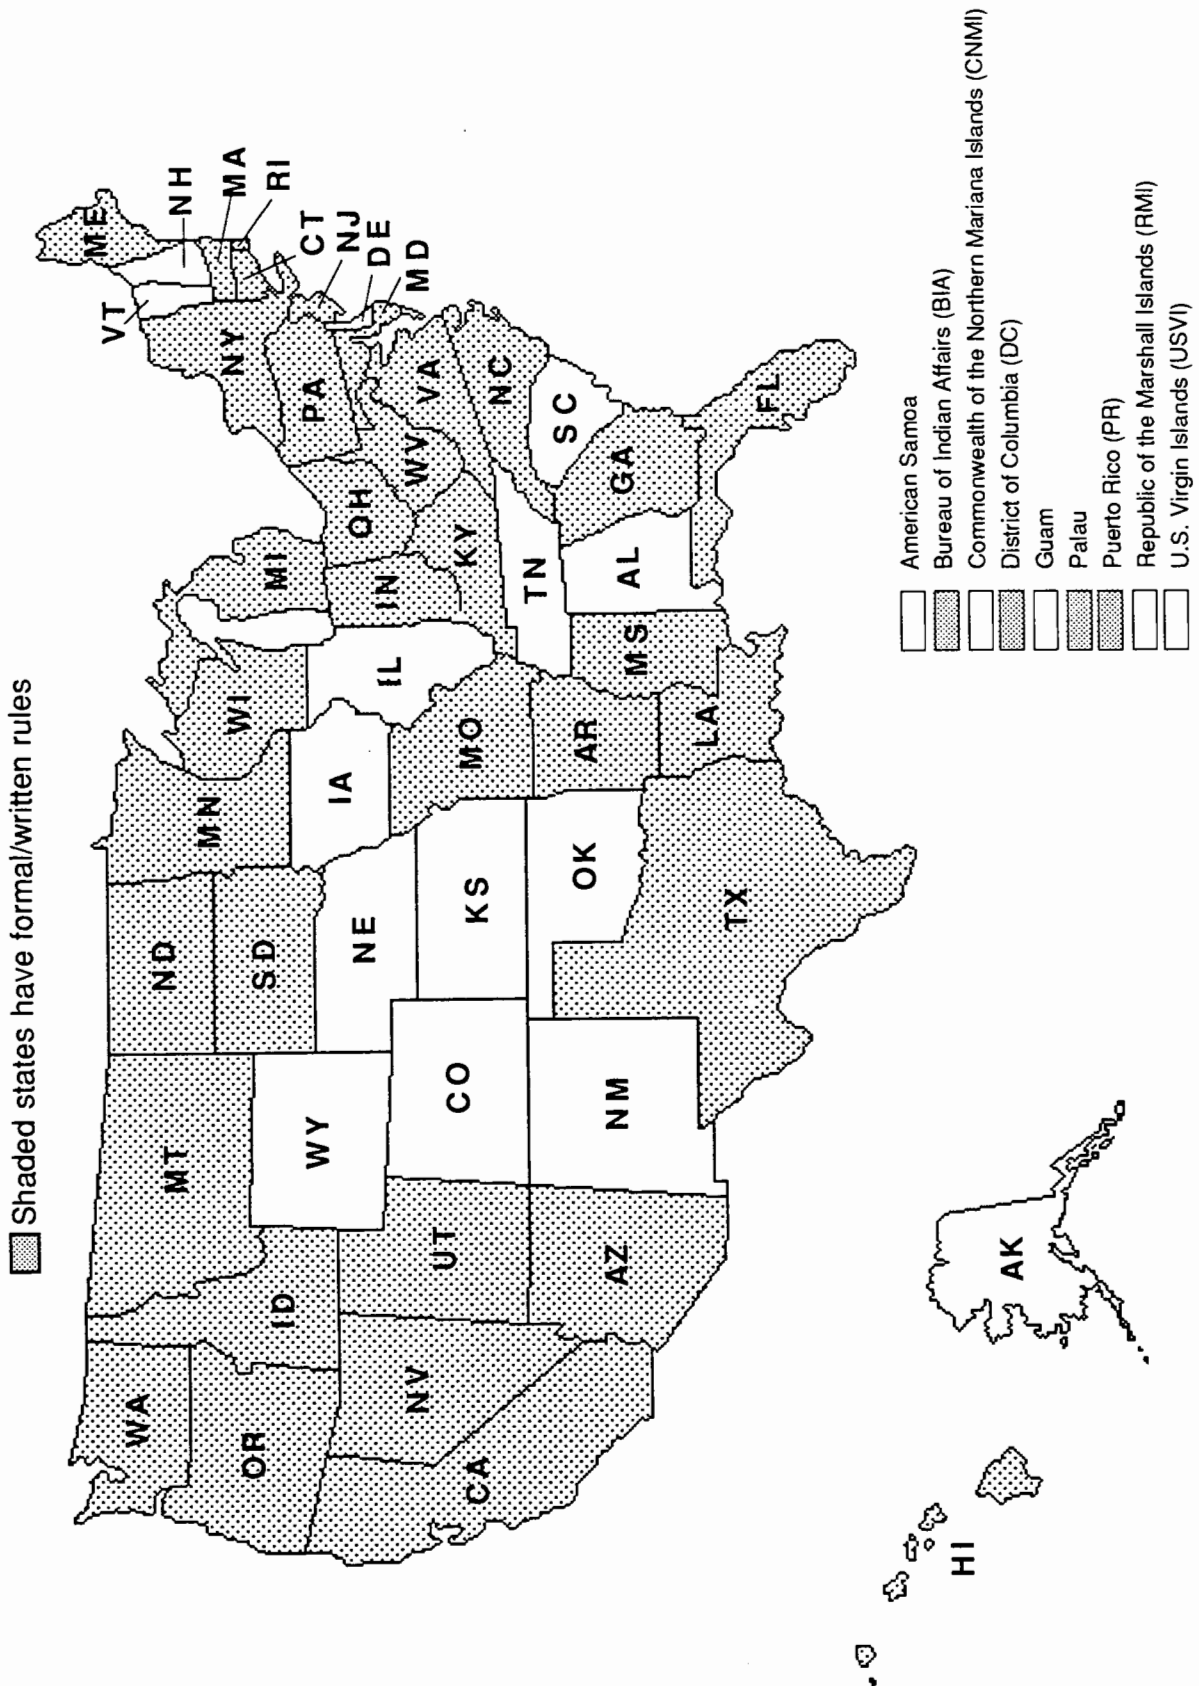 Shaded states have formal/written rules
WA
OR
CA
NV
ID
MT
WY
UT
AZ
CO
NM
ND
SD
NE
KS
OK
TX
MN
IA
MO
AR
LA
WI
IL
MS
MI
IN
OH
KY
TN
AL
GA
FL
SC
NC
VA
WV
PA
NY
VT
ME
NH
MA
RI
CT
NJ
DE
MD
AK
HI
American Samoa
Bureau of Indian Affairs (BIA)
Commonwealth of the Northern Mariana Islands (CNMI)
District of Columbia (DC)
Guam
Palau
Puerto Rico (PR)
Republic of the Marshall Islands (RMI)
U.S. Virgin Islands (USVI)